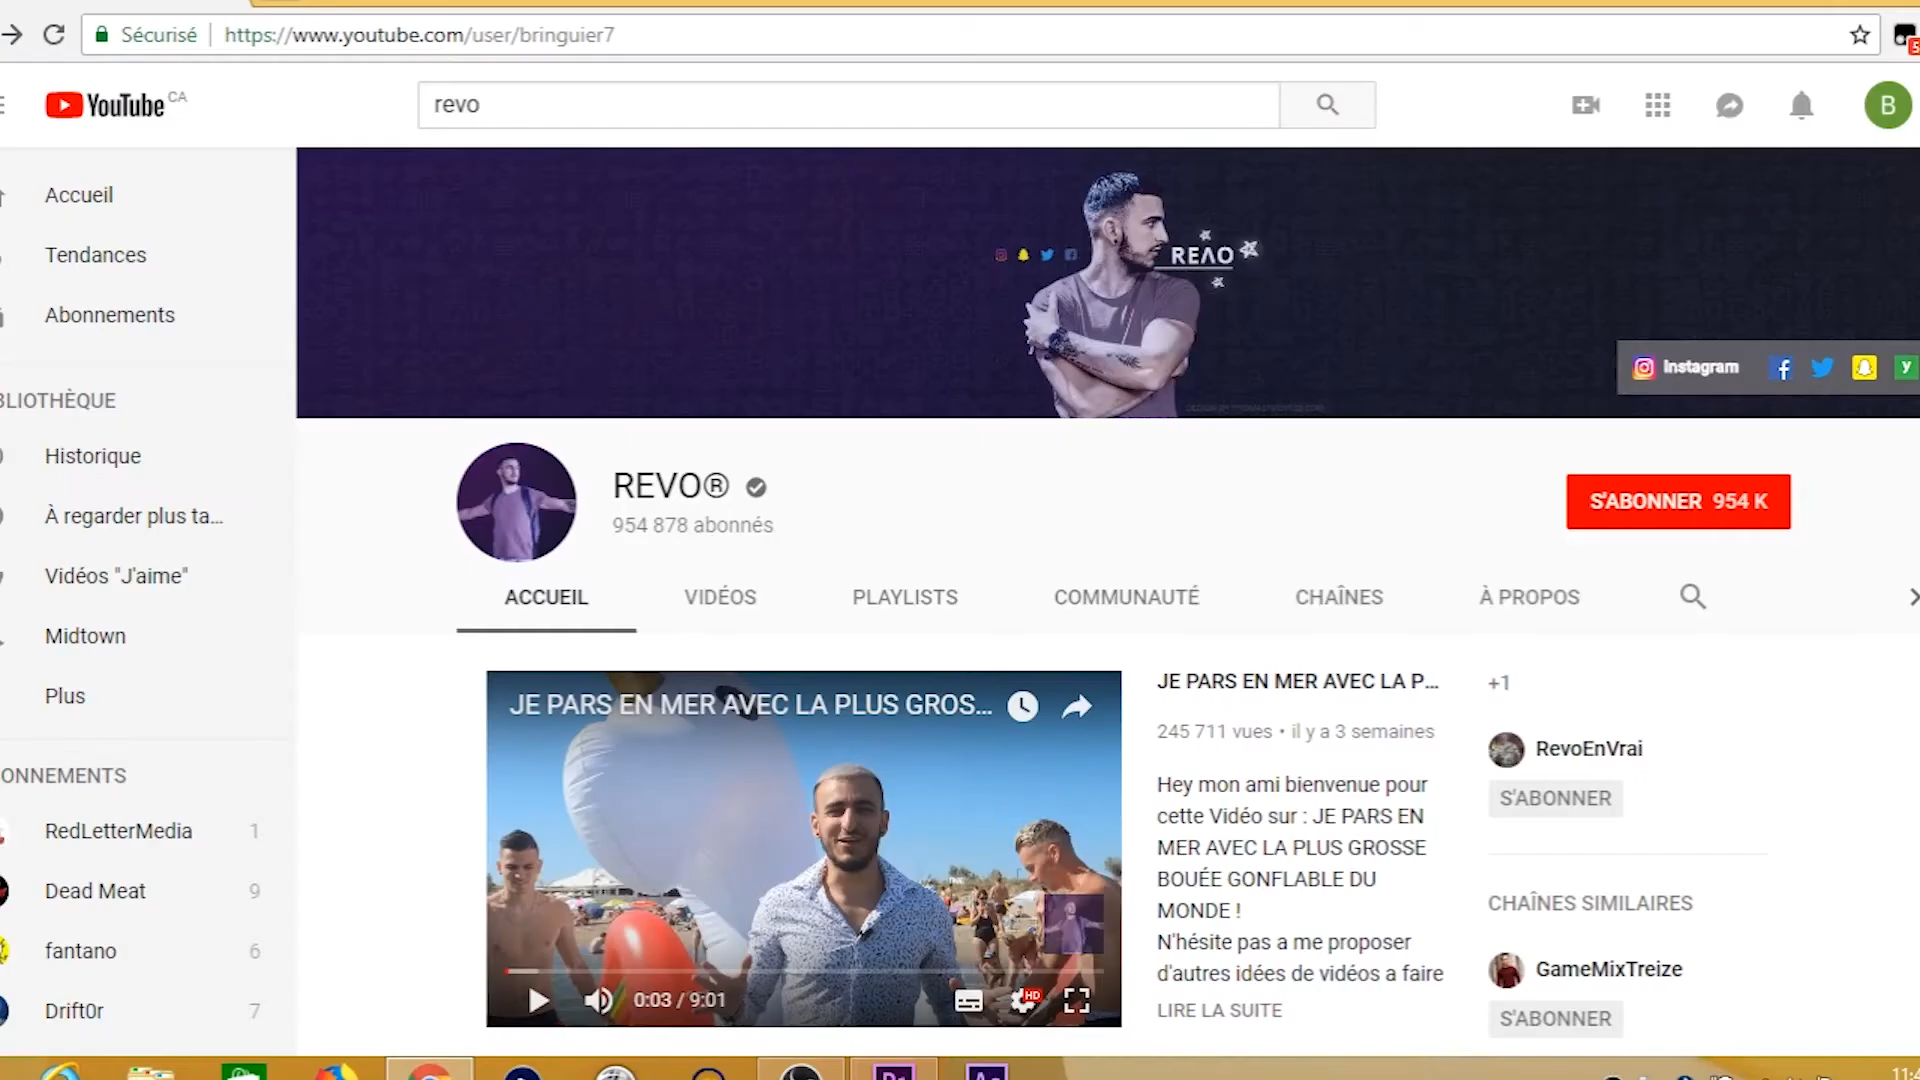 Sécurisé https://www.youtube.com/user/bringuier7
5
YouTube CA
revo
B
Accueil
Tendances
Abonnements
BLIOTHÈQUE
Historique
À regarder plus ta...
Vidéos "J'aime"
Midtown
Plus
ONNEMENTS
RedLetterMedia 1
Dead Meat 9
fantano 6
Drift0r 7
REΛO
Instagram
REVO®
954 878 abonnés
S'ABONNER 954 K
ACCUEIL VIDÉOS PLAYLISTS COMMUNAUTÉ CHAÎNES À PROPOS
JE PARS EN MER AVEC LA PLUS GROS...
0:03 / 9:01
HD
JE PARS EN MER AVEC LA P...
245 711 vues • il y a 3 semaines
Hey mon ami bienvenue pour
cette Vidéo sur : JE PARS EN
MER AVEC LA PLUS GROSSE
BOUÉE GONFLABLE DU
MONDE !
N'hésite pas a me proposer
d'autres idées de vidéos a faire
LIRE LA SUITE
+1
RevoEnVrai
S'ABONNER
CHAÎNES SIMILAIRES
GameMixTreize
S'ABONNER